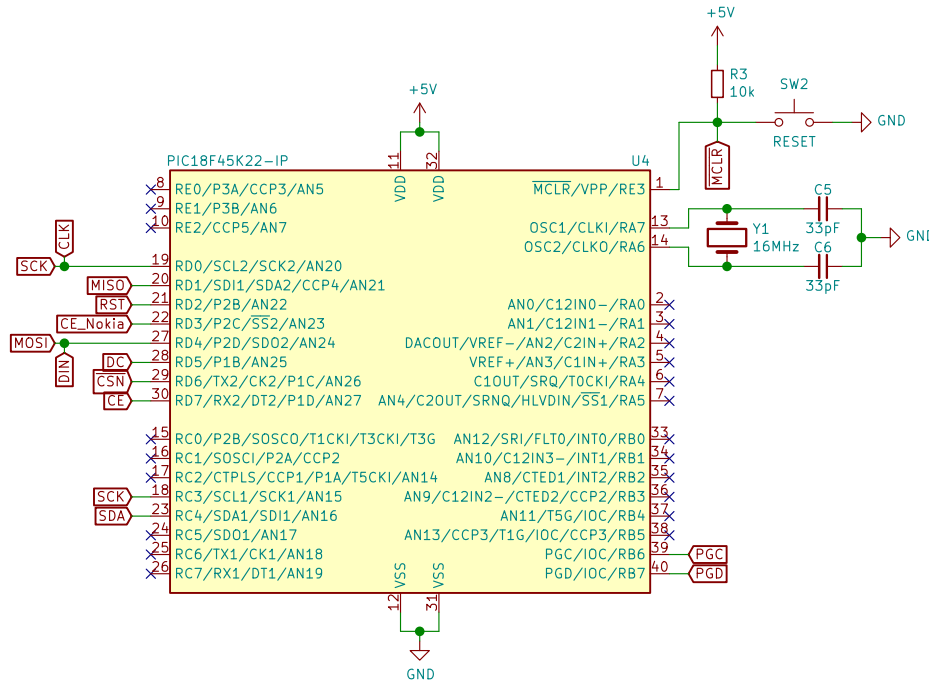 +5V
R3
10k
SW2
RESET
GND
MCLR
+5V
PIC18F45K22-IP
U4
11
32
VDD
VDD
8
RE0/P3A/CCP3/AN5
9
RE1/P3B/AN6
10
RE2/CCP5/AN7
CLK
SCK
19
RD0/SCL2/SCK2/AN20
MISO
20
RD1/SDI1/SDA2/CCP4/AN21
RST
21
RD2/P2B/AN22
CE_Nokia
22
RD3/P2C/SS2/AN23
MOSI
27
RD4/P2D/SDO2/AN24
DIN
DC
28
RD5/P1B/AN25
CSN
29
RD6/TX2/CK2/P1C/AN26
CE
30
RD7/RX2/DT2/P1D/AN27
15
RC0/P2B/SOSCO/T1CKI/T3CKI/T3G
16
RC1/SOSCI/P2A/CCP2
17
RC2/CTPLS/CCP1/P1A/T5CKI/AN14
SCK
18
RC3/SCL1/SCK1/AN15
SDA
23
RC4/SDA1/SDI1/AN16
24
RC5/SDO1/AN17
25
RC6/TX1/CK1/AN18
26
RC7/RX1/DT1/AN19
MCLR/VPP/RE3
1
OSC1/CLKI/RA7
13
OSC2/CLKO/RA6
14
C5
33pF
Y1
16MHz
C6
33pF
GND
AN0/C12IN0-/RA0
2
AN1/C12IN1-/RA1
3
DACOUT/VREF-/AN2/C2IN+/RA2
4
VREF+/AN3/C1IN+/RA3
5
C1OUT/SRQ/T0CKI/RA4
6
AN4/C2OUT/SRNQ/HLVDIN/SS1/RA5
7
AN12/SRI/FLT0/INT0/RB0
33
AN10/C12IN3-/INT1/RB1
34
AN8/CTED1/INT2/RB2
35
AN9/C12IN2-/CTED2/CCP2/RB3
36
AN11/T5G/IOC/RB4
37
AN13/CCP3/T1G/IOC/CCP3/RB5
38
PGC/IOC/RB6
39
PGC
PGD/IOC/RB7
40
PGD
VSS
VSS
12
31
GND